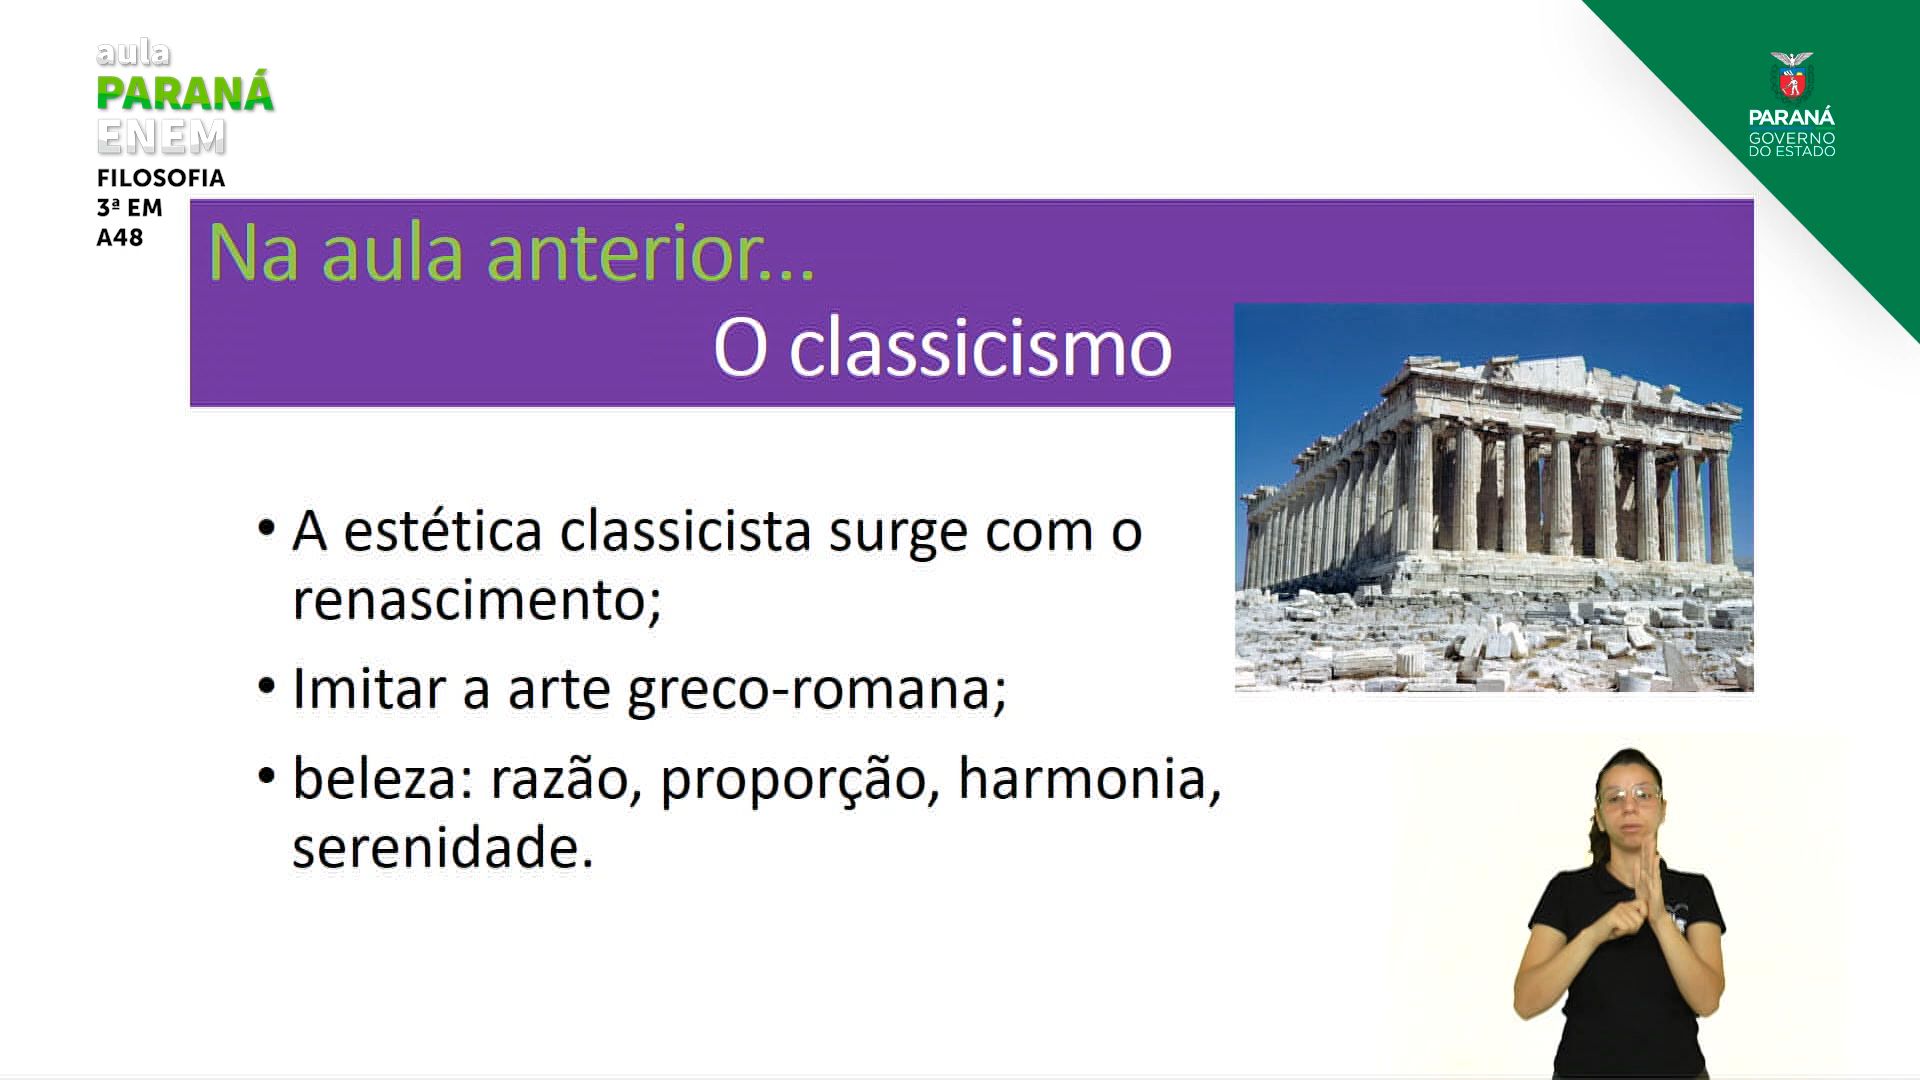 aula
PARANÁ
ENEM
FILOSOFIA
3ª EM
A48
PARANÁ
GOVERNO
DO ESTADO
Na aula anterior...
O classicismo
• A estética classicista surge com o
renascimento;
• Imitar a arte greco-romana;
• beleza: razão, proporção, harmonia,
serenidade.